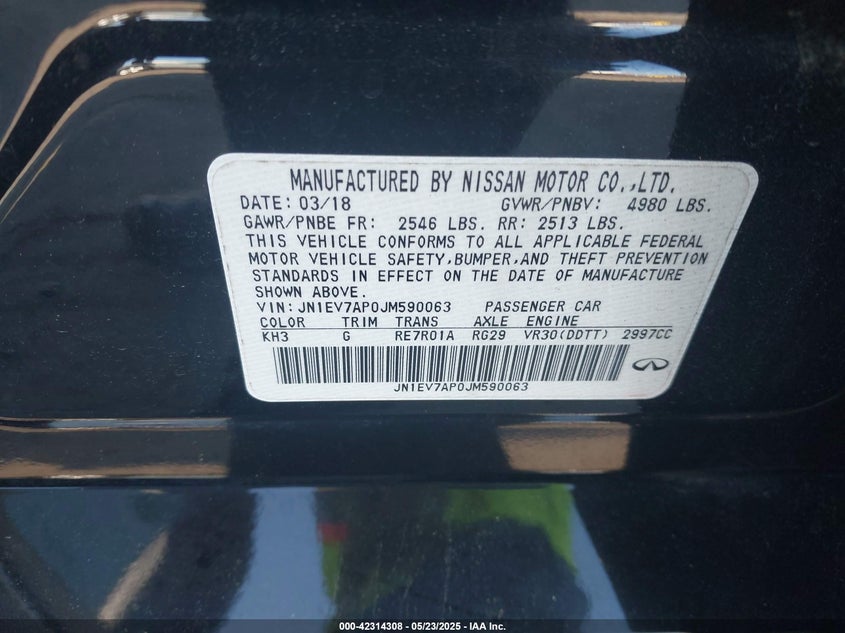 MANUFACTURED BY NISSAN MOTOR CO.,LTD.
DATE: 03/18 GVWR/PNBV: 4980 LBS.
GAWR/PNBE FR: 2546 LBS. RR: 2513 LBS.
THIS VEHICLE CONFORMS TO ALL APPLICABLE FEDERAL
MOTOR VEHICLE SAFETY,BUMPER,AND THEFT PREVENTION
STANDARDS IN EFFECT ON THE DATE OF MANUFACTURE
SHOWN ABOVE.
VIN:JN1EV7AP0JM590063 PASSENGER CAR
COLOR TRIM TRANS AXLE ENGINE
KH3 G RE7R01A RG29 VR30(DDTT) 2997CC
JN1EV7AP0JM590063
000-42314308 - 05/23/2025 - IAA Inc.